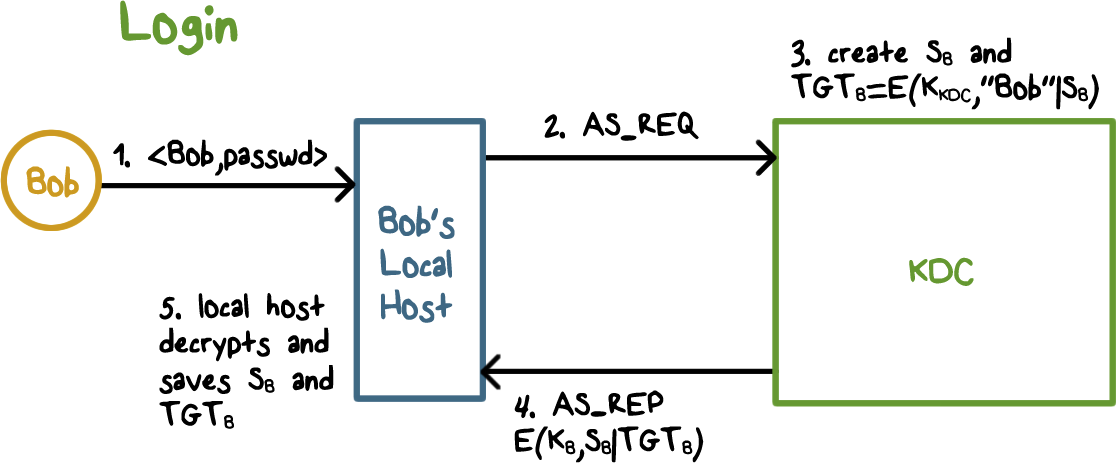 Login
3. create SB and
TGTB=E(KKDC,"Bob"|SB)
2. AS_REQ
1. <Bob,passwd>
Bob
Bob's
Local
Host
KDC
5. local host
decrypts and
saves SB and
TGTB
4. AS_REP
E(KB,SB|TGTB)